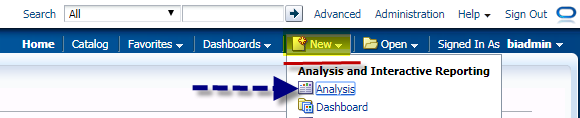 Search All Advanced Administration Help Sign Out
Home Catalog Favorites Dashboards New Open Signed In As biadmin
Analysis and Interactive Reporting
Analysis
Dashboard